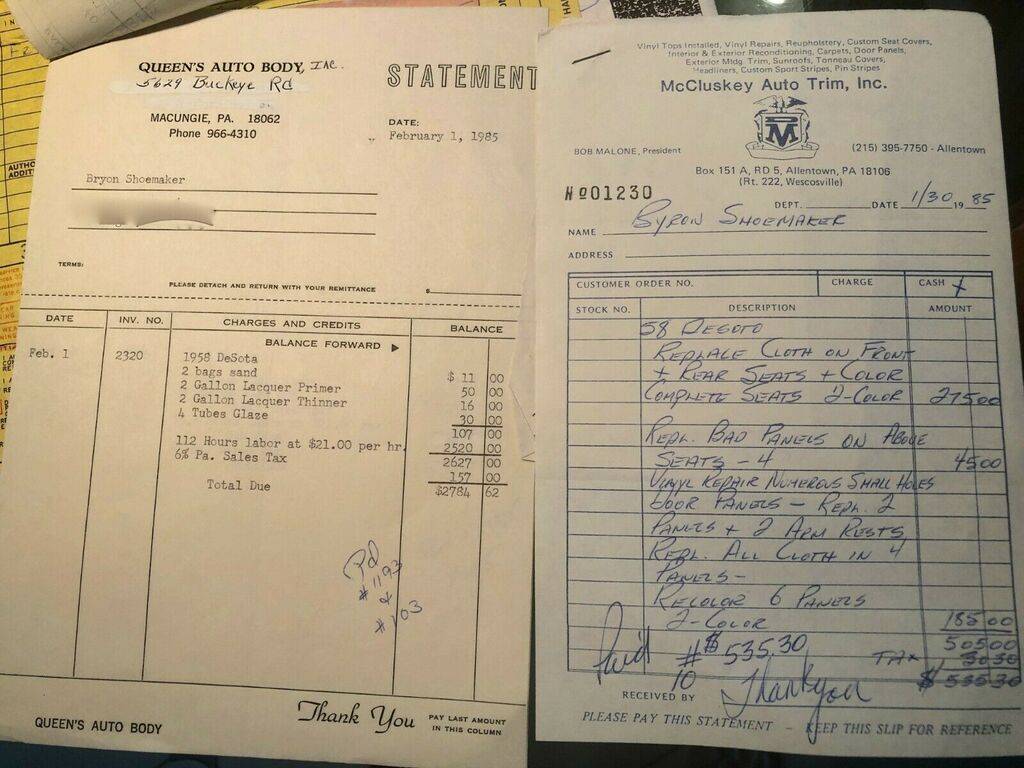 QUEEN'S AUTO BODY, INC.
5629 Buckeye Rd
MACUNGIE, PA. 18062
Phone 966-4310
STATEMENT
DATE:
February 1, 1985
Bryon Shoemaker
TERMS:
PLEASE DETACH AND RETURN WITH YOUR REMITTANCE
$
DATE INV. NO. CHARGES AND CREDITS BALANCE
BALANCE FORWARD
Feb. 1 2320 1958 DeSota
2 bags sand $ 11 00
2 Gallon Lacquer Primer 50 00
2 Gallon Lacquer Thinner 16 00
4 Tubes Glaze 30 00
107 00
112 Hours labor at $21.00 per hr. 2520 00
2627 00
6% Pa. Sales Tax 157 00
Total Due $2784 62
Pd
#1193
&
#103
Thank You
PAY LAST AMOUNT
IN THIS COLUMN
QUEEN'S AUTO BODY
Vinyl Tops Installed, Vinyl Repairs, Reupholstery, Custom Seat Covers,
Interior & Exterior Reconditioning, Carpets, Door Panels,
Exterior Mldg. Trim, Sunroofs, Tonneau Covers,
Headliners, Custom Sport Stripes, Pin Stripes
McCluskey Auto Trim, Inc.
M
BOB MALONE, President
(215) 395-7750 - Allentown
Box 151 A, RD 5, Allentown, PA 18106
(Rt. 222, Wescosville)
No 01230
DEPT. DATE 1/30 19 85
NAME Byron Shoemaker
ADDRESS
CUSTOMER ORDER NO. CHARGE CASH X
STOCK NO. DESCRIPTION AMOUNT
58 Desoto
Replace Cloth on Front
+ Rear Seats + Color
Complete Seats 2-Color 275 00
Repl. Bad Panels on Above
Seats - 4 45 00
Vinyl Repair Numerous Small Holes
Door Panels - Repl. 2
Panels + 2 Arm Rests
Repl. All Cloth in 4
Panels -
Recolor 6 Panels
2-Color 185 00
505 00
Tax 30 30
$ 535 30
Paid # $535.30
10
Thank you
RECEIVED BY
PLEASE PAY THIS STATEMENT - KEEP THIS SLIP FOR REFERENCE